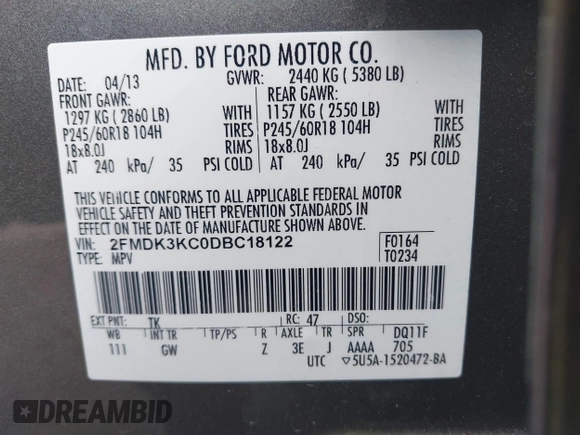 MFD. BY FORD MOTOR CO.
DATE: 04/13 GVWR: 2440 KG ( 5380 LB)
FRONT GAWR: REAR GAWR:
1297 KG ( 2860 LB) WITH 1157 KG ( 2550 LB) WITH
P245/60R18 104H TIRES P245/60R18 104H TIRES
18x8.0J RIMS 18x8.0J RIMS
AT 240 kPa/ 35 PSI COLD AT 240 kPa/ 35 PSI COLD
THIS VEHICLE CONFORMS TO ALL APPLICABLE FEDERAL MOTOR
VEHICLE SAFETY AND THEFT PREVENTION STANDARDS IN
EFFECT ON THE DATE OF MANUFACTURE SHOWN ABOVE.
VIN: 2FMDK3KC0DBC18122 F0164
TYPE: MPV T0234
EXT PNT: TK RC: 47 DSO:
WB INT TR TP/PS R AXLE TR SPR DQ11F
111 GW Z 3E J AAAA 705
UTC ▽5U5A-1520472-BA
DREAMBID